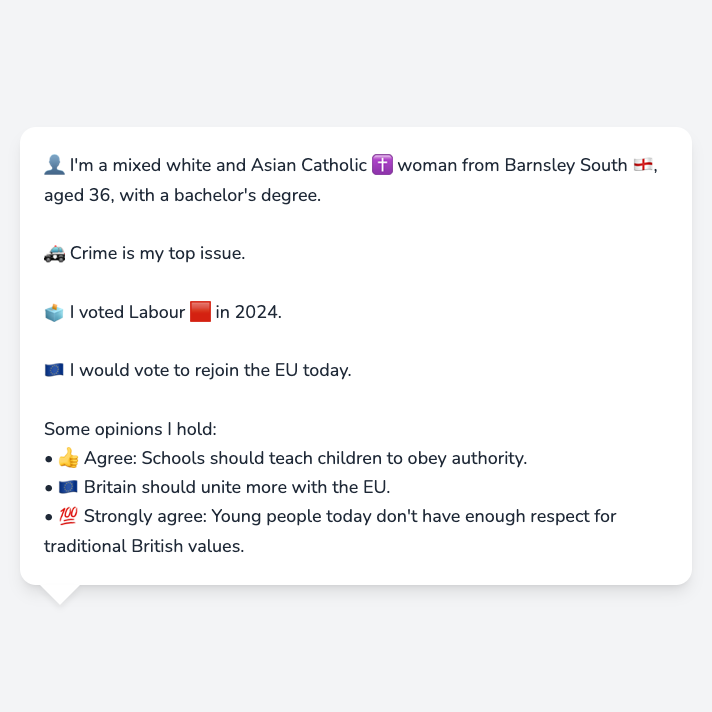 👤 I'm a mixed white and Asian Catholic ✝️ woman from Barnsley South 🏴󠁧󠁢󠁥󠁮󠁧󠁿,
aged 36, with a bachelor's degree.
🚓 Crime is my top issue.
🗳️ I voted Labour 🟥 in 2024.
🇪🇺 I would vote to rejoin the EU today.
Some opinions I hold:
• 👍 Agree: Schools should teach children to obey authority.
• 🇪🇺 Britain should unite more with the EU.
• 💯 Strongly agree: Young people today don't have enough respect for
traditional British values.